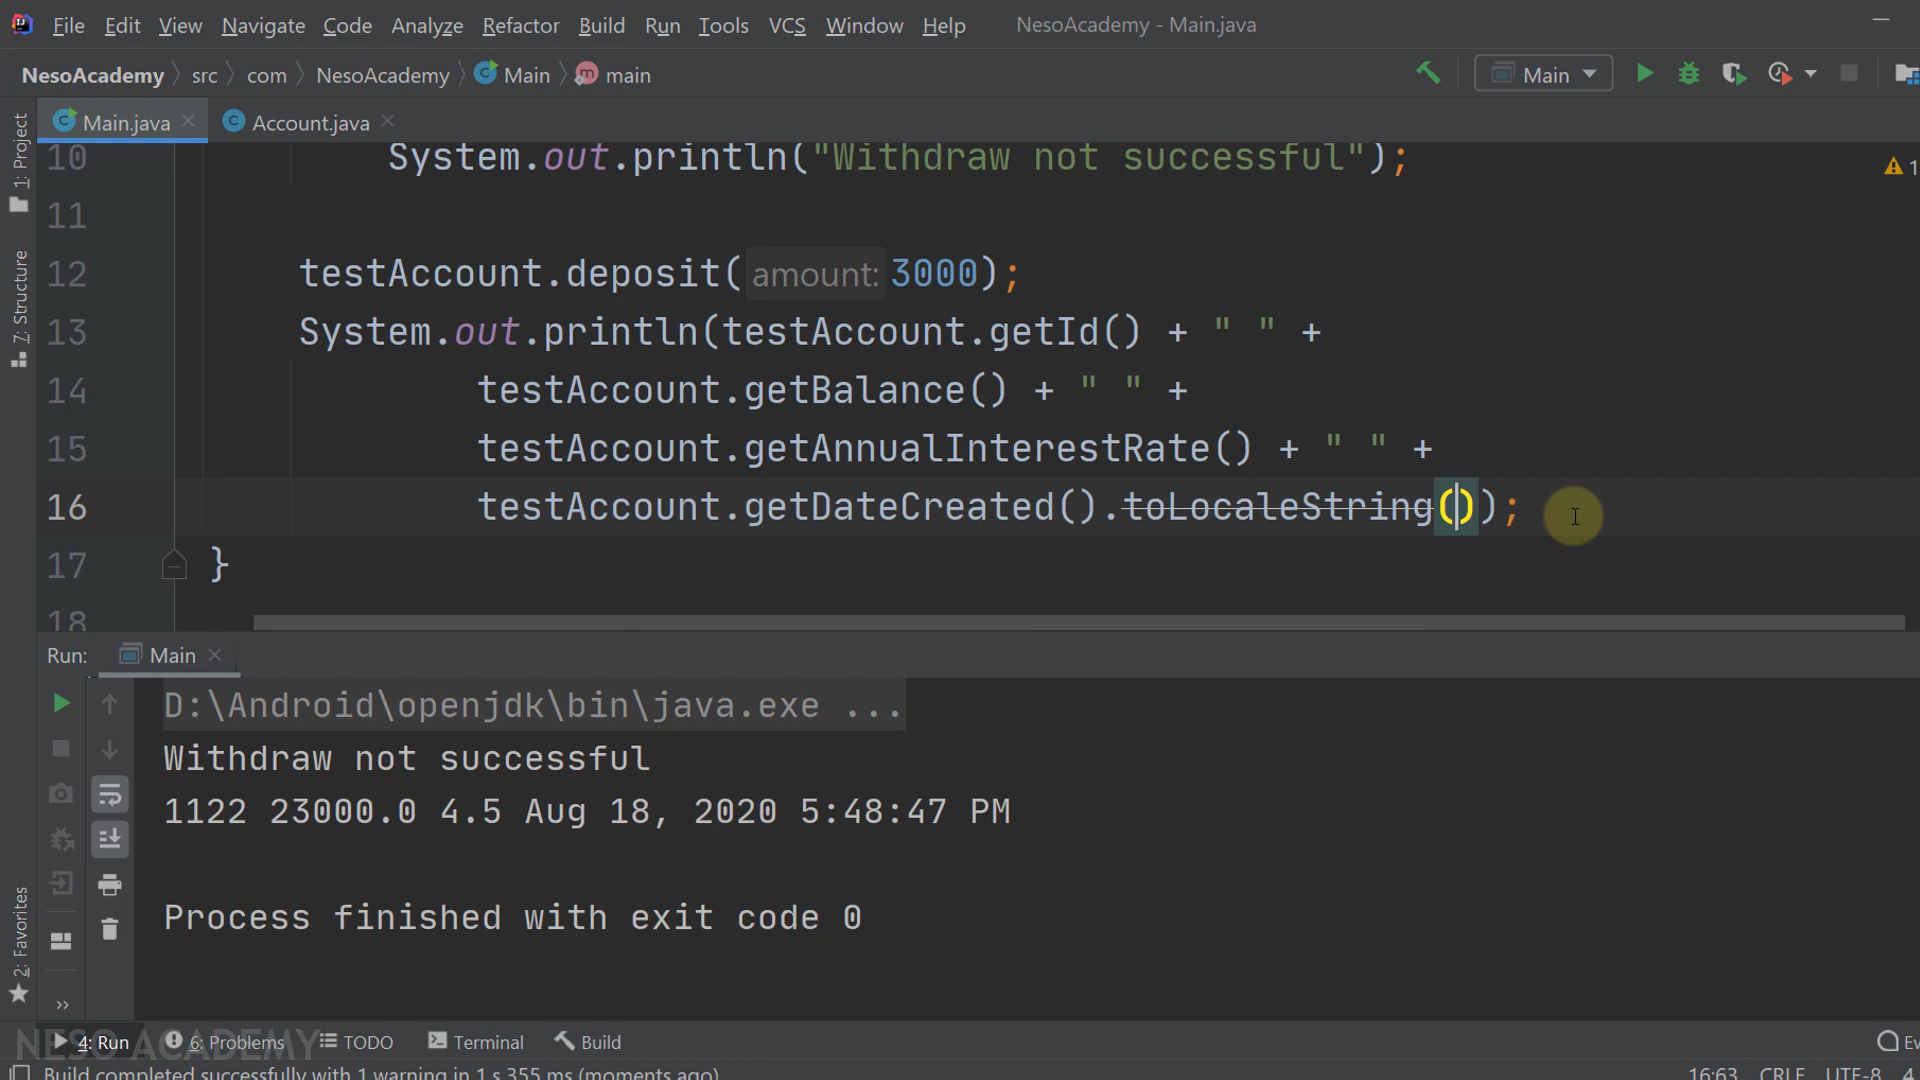 File Edit View Navigate Code Analyze Refactor Build Run Tools VCS Window Help NesoAcademy - Main.java
NesoAcademy src com NesoAcademy Main main Main
Main.java Account.java
10 System.out.println("Withdraw not successful"); 1
11
12 testAccount.deposit( amount: 3000);
13 System.out.println(testAccount.getId() + " " +
14 testAccount.getBalance() + " " +
15 testAccount.getAnnualInterestRate() + " " +
16 testAccount.getDateCreated().toLocaleString());
17 }
18
1: Project
7: Structure
2: Favorites
Run: Main
D:\Android\openjdk\bin\java.exe ...
Withdraw not successful
1122 23000.0 4.5 Aug 18, 2020 5:48:47 PM
Process finished with exit code 0
NESO ACADEMY
4: Run 6: Problems TODO Terminal Build Ev
Build completed successfully with 1 warning in 1 s 355 ms (moments ago) 16:63 CRLF UTF-8 4